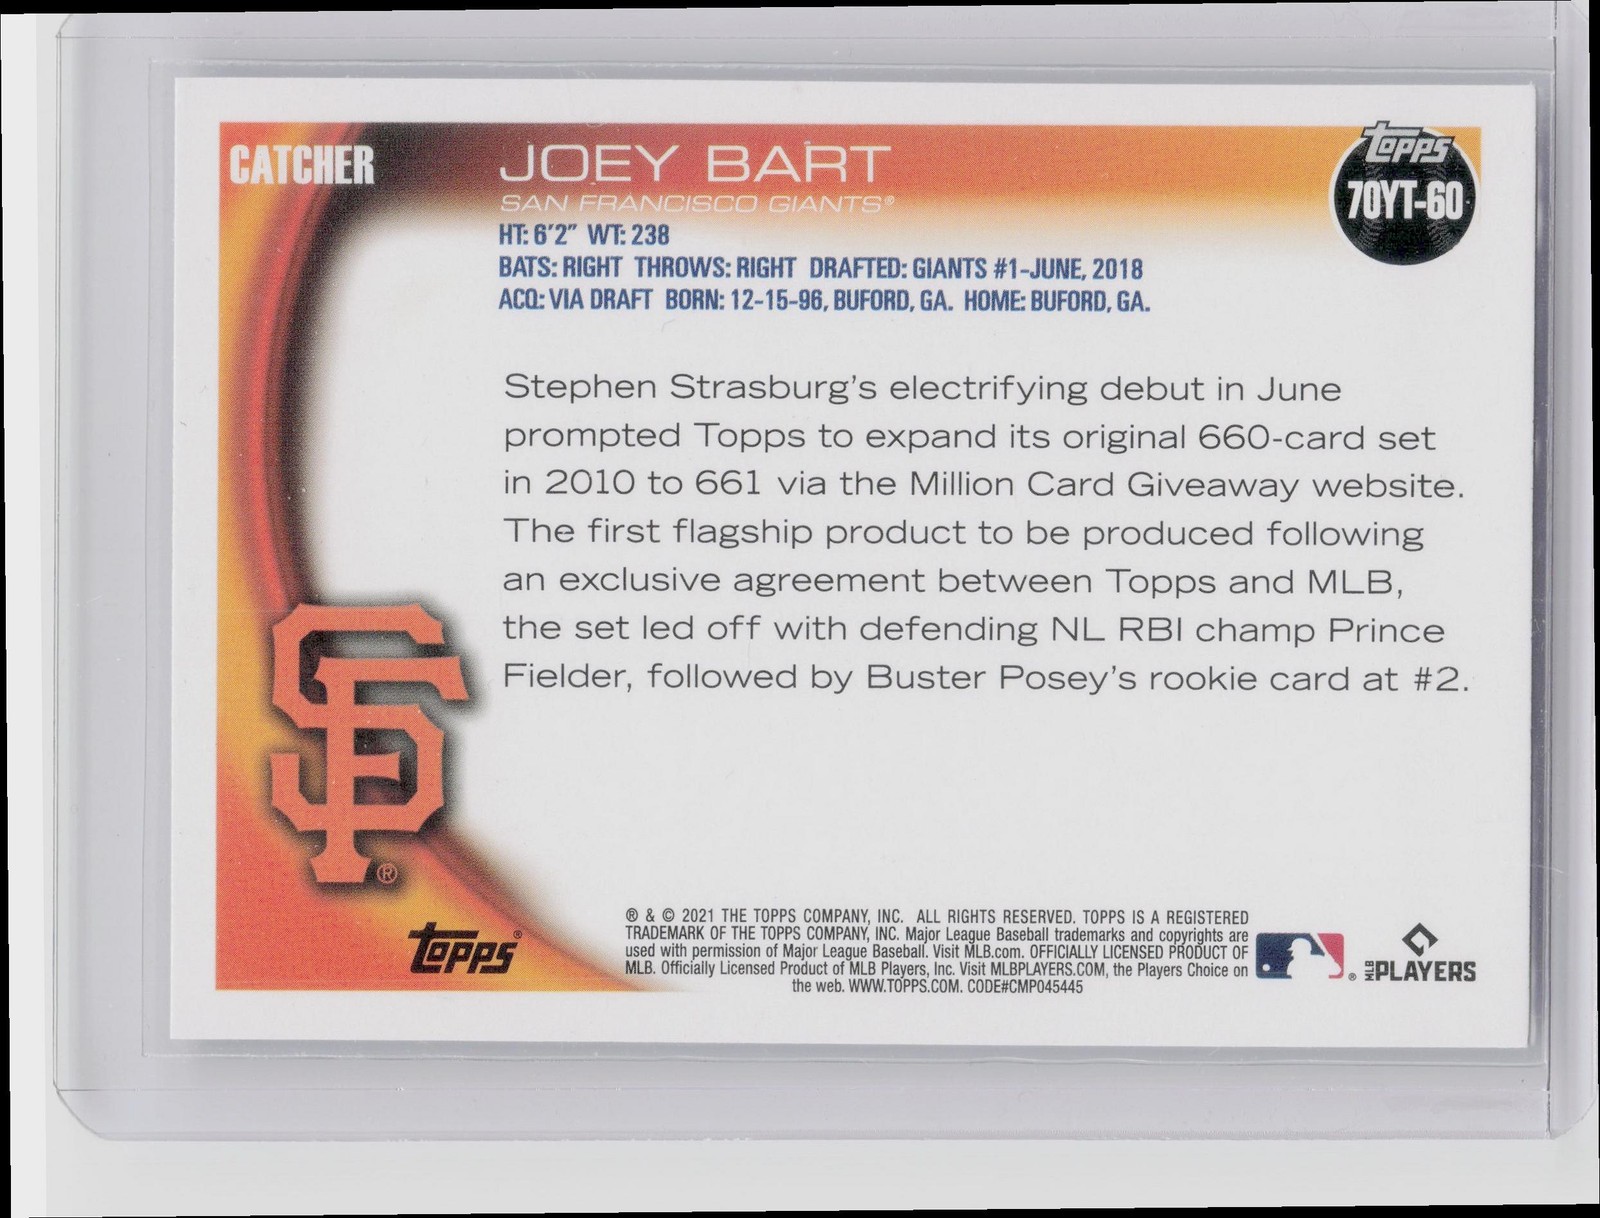 CATCHER
JOEY BART
SAN FRANCISCO GIANTS®
Topps
70YT-60
HT: 6'2" WT: 238
BATS: RIGHT THROWS: RIGHT DRAFTED: GIANTS #1-JUNE, 2018
ACQ: VIA DRAFT BORN: 12-15-96, BUFORD, GA. HOME: BUFORD, GA.
Stephen Strasburg's electrifying debut in June
prompted Topps to expand its original 660-card set
in 2010 to 661 via the Million Card Giveaway website.
The first flagship product to be produced following
an exclusive agreement between Topps and MLB,
the set led off with defending NL RBI champ Prince
Fielder, followed by Buster Posey's rookie card at #2.
SF®
Topps®
® & © 2021 THE TOPPS COMPANY, INC. ALL RIGHTS RESERVED. TOPPS IS A REGISTERED
TRADEMARK OF THE TOPPS COMPANY, INC. Major League Baseball trademarks and copyrights are
used with permission of Major League Baseball. Visit MLB.com. OFFICIALLY LICENSED PRODUCT OF
MLB. Officially Licensed Product of MLB Players, Inc. Visit MLBPLAYERS.COM, the Players Choice on
the web. WWW.TOPPS.COM. CODE#CMP045445
®
MLB PLAYERS